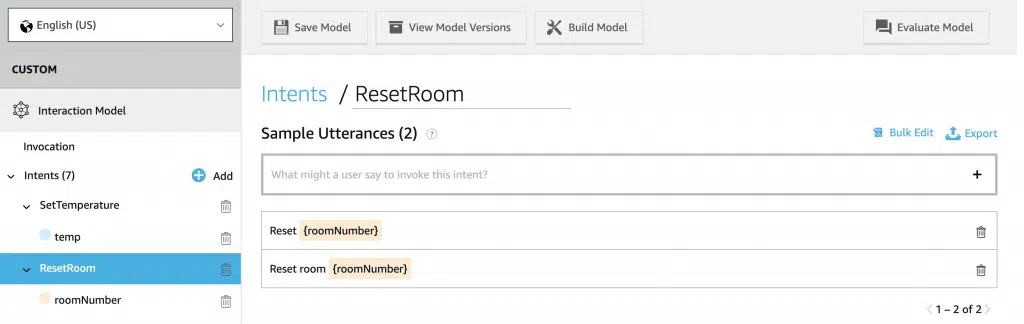 English (US)
Save Model
View Model Versions
Build Model
Evaluate Model
CUSTOM
Interaction Model
Invocation
Intents (7)
Add
SetTemperature
temp
ResetRoom
roomNumber
Intents / ResetRoom
Sample Utterances (2) ?
Bulk Edit
Export
What might a user say to invoke this intent?
+
Reset {roomNumber}
Reset room {roomNumber}
< 1 – 2 of 2 >